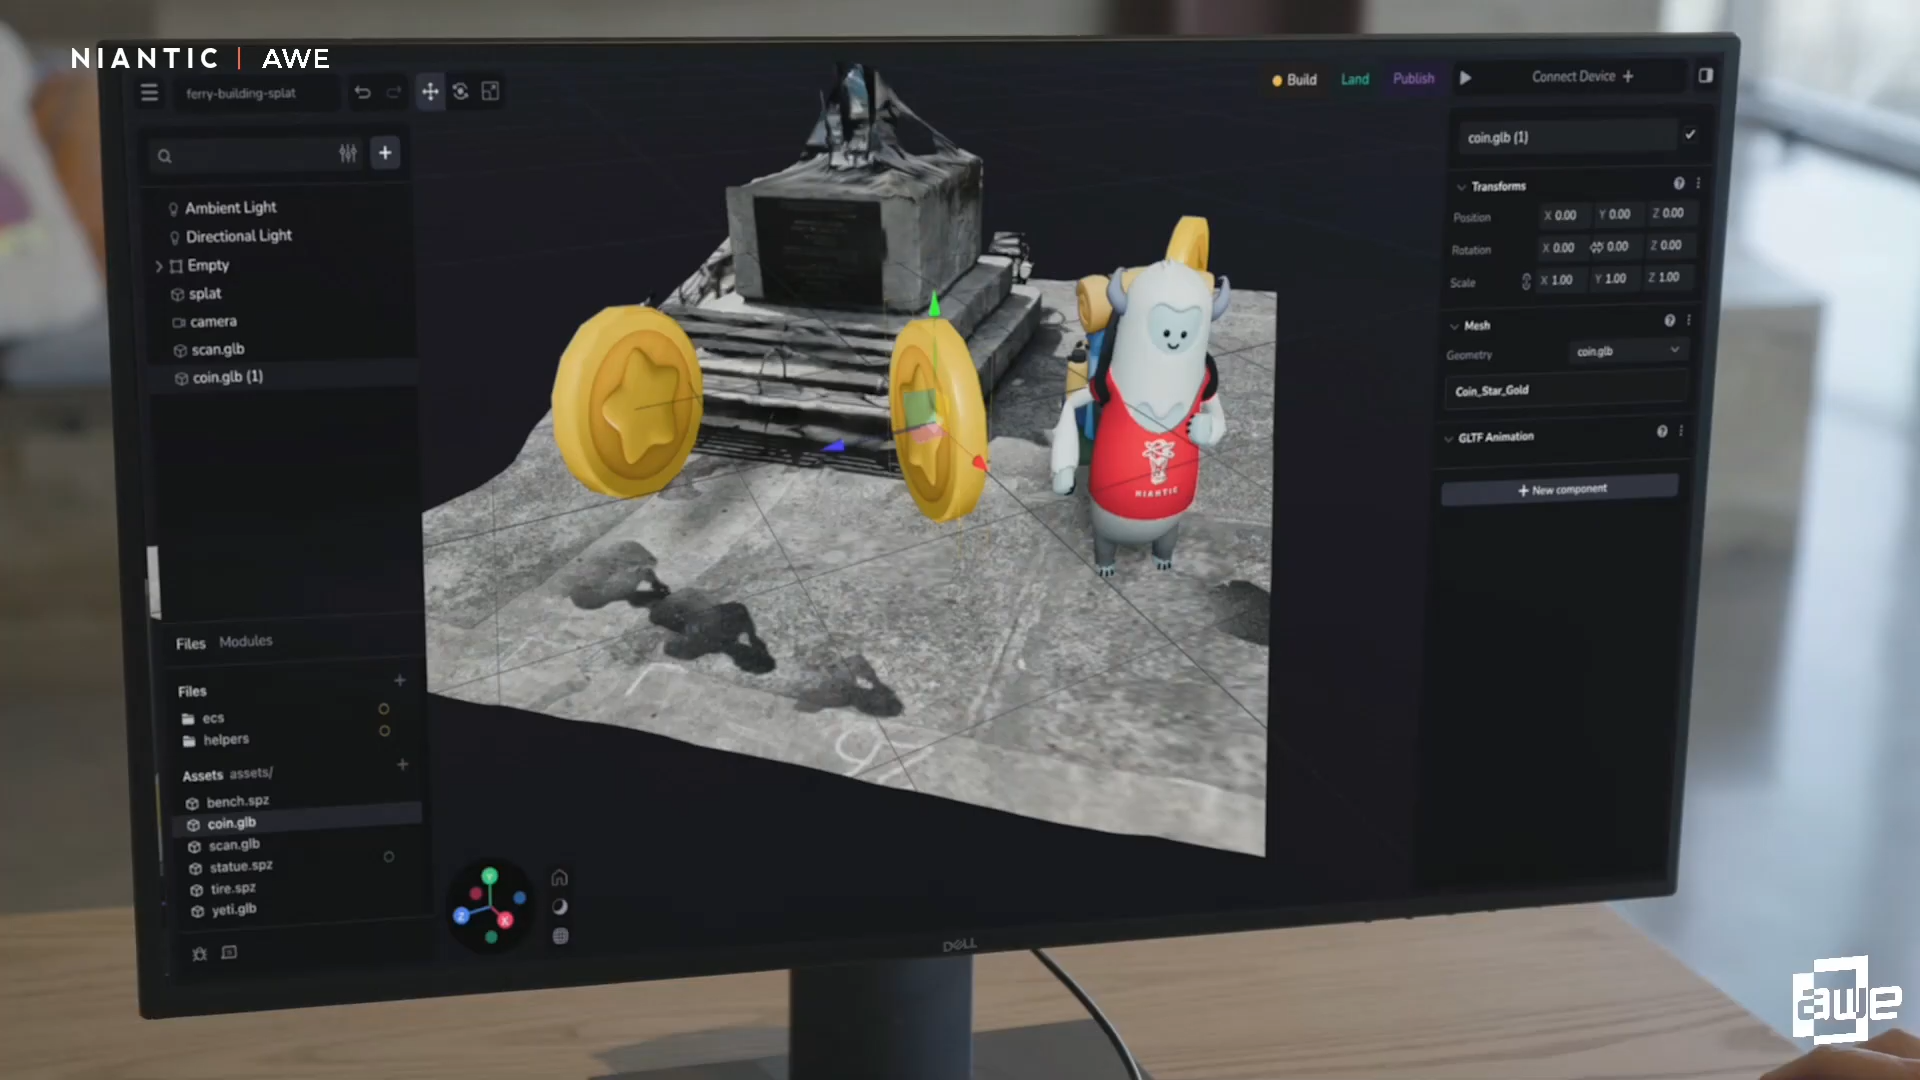 NIANTIC | AWE
ferry-building-splat
Build
Land
Publish
Connect Device +
Ambient Light
Directional Light
Empty
splat
camera
scan.glb
coin.glb (1)
Files
Modules
Files
ecs
helpers
Assets assets/
bench.spz
coin.glb
scan.glb
statue.spz
tire.spz
yeti.glb
NIANTIC
Y
Z
X
coin.glb (1)
Transforms
Position X 0.00 Y 0.00 Z 0.00
Rotation X 0.00 0.00 Z 0.00
Scale X 1.00 Y 1.00 Z 1.00
Mesh
Geometry coin.glb
Coin_Star_Gold
GLTF Animation
+ New component
DELL
awe